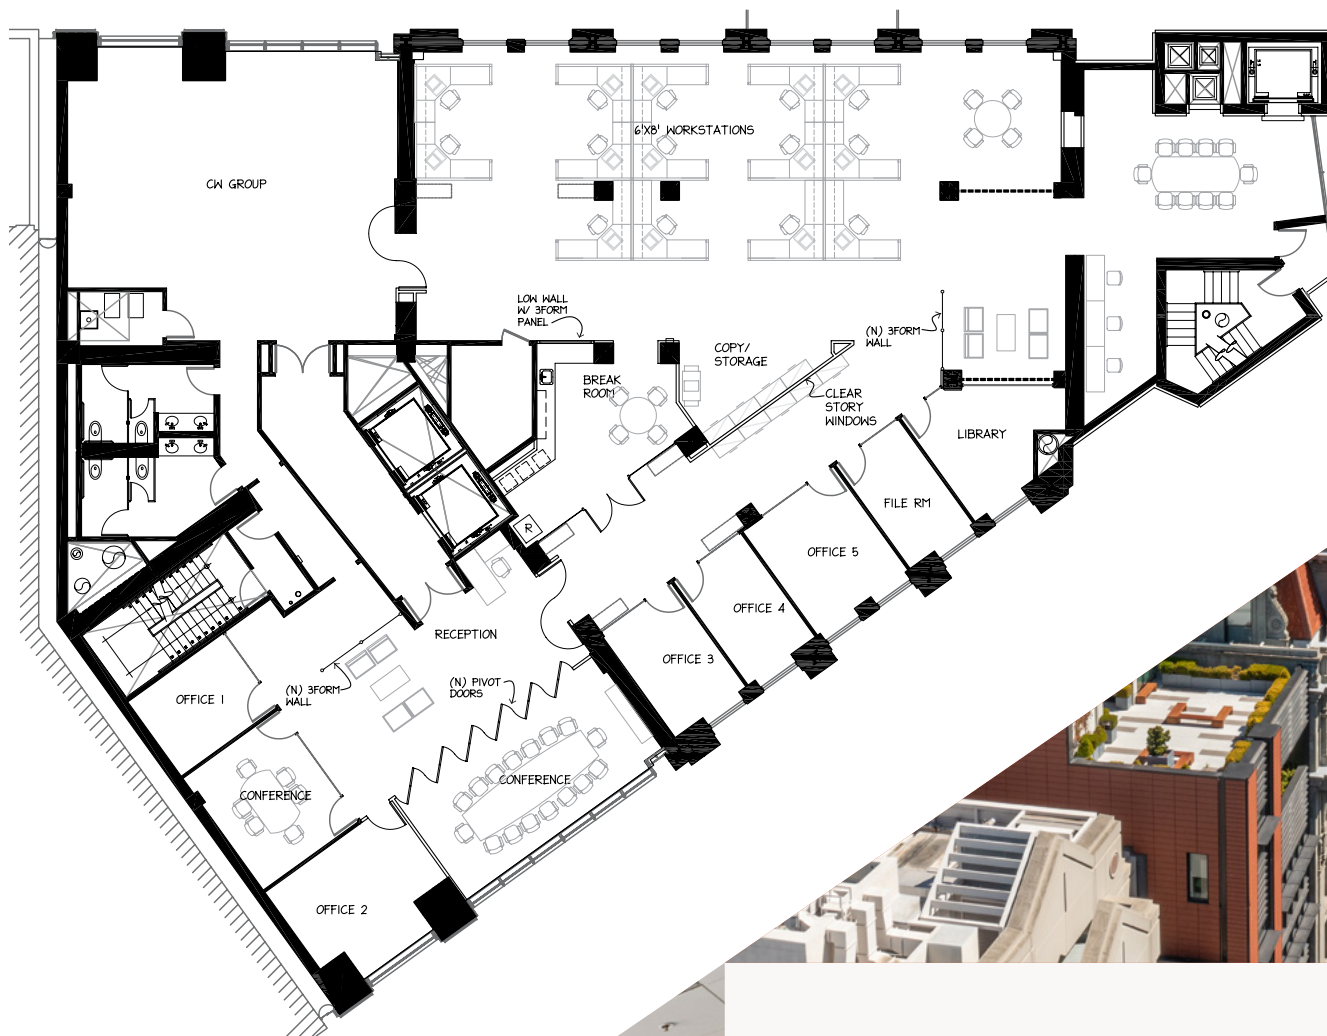 6'X8' WORKSTATIONS
CW GROUP
LOW WALL
W/ 3FORM
PANEL
(N) 3FORM
WALL
COPY/
STORAGE
BREAK
ROOM
CLEAR
STORY
WINDOWS
LIBRARY
FILE RM
R
OFFICE 5
OFFICE 4
RECEPTION
OFFICE 3
(N) PIVOT
DOORS
(N) 3FORM
WALL
OFFICE 1
CONFERENCE
CONFERENCE
OFFICE 2